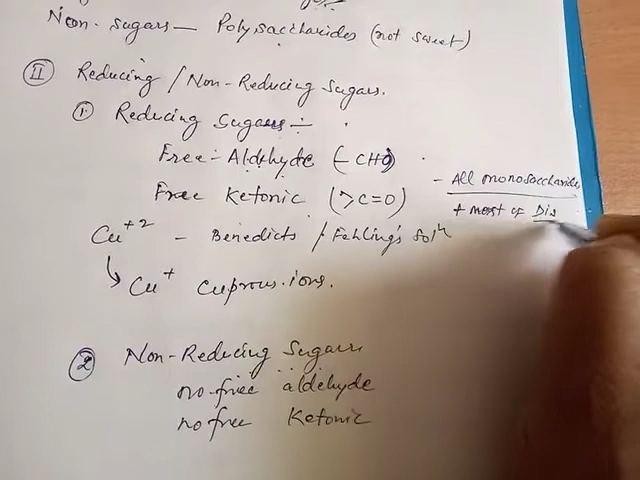 Non-sugars — Polysaccharides (not sweet)
II Reducing / Non-Reducing Sugars.
① Reducing Sugars :-
Free - Aldehyde (-CHO)
Free Ketonic (>C=O)
- All monosaccharides
+ most of Dis
Cu+2 - Benedicts / Fehling's Soln
↳ Cu+ cuprous ions.
② Non-Reducing Sugars
no free aldehyde
no free Ketonic